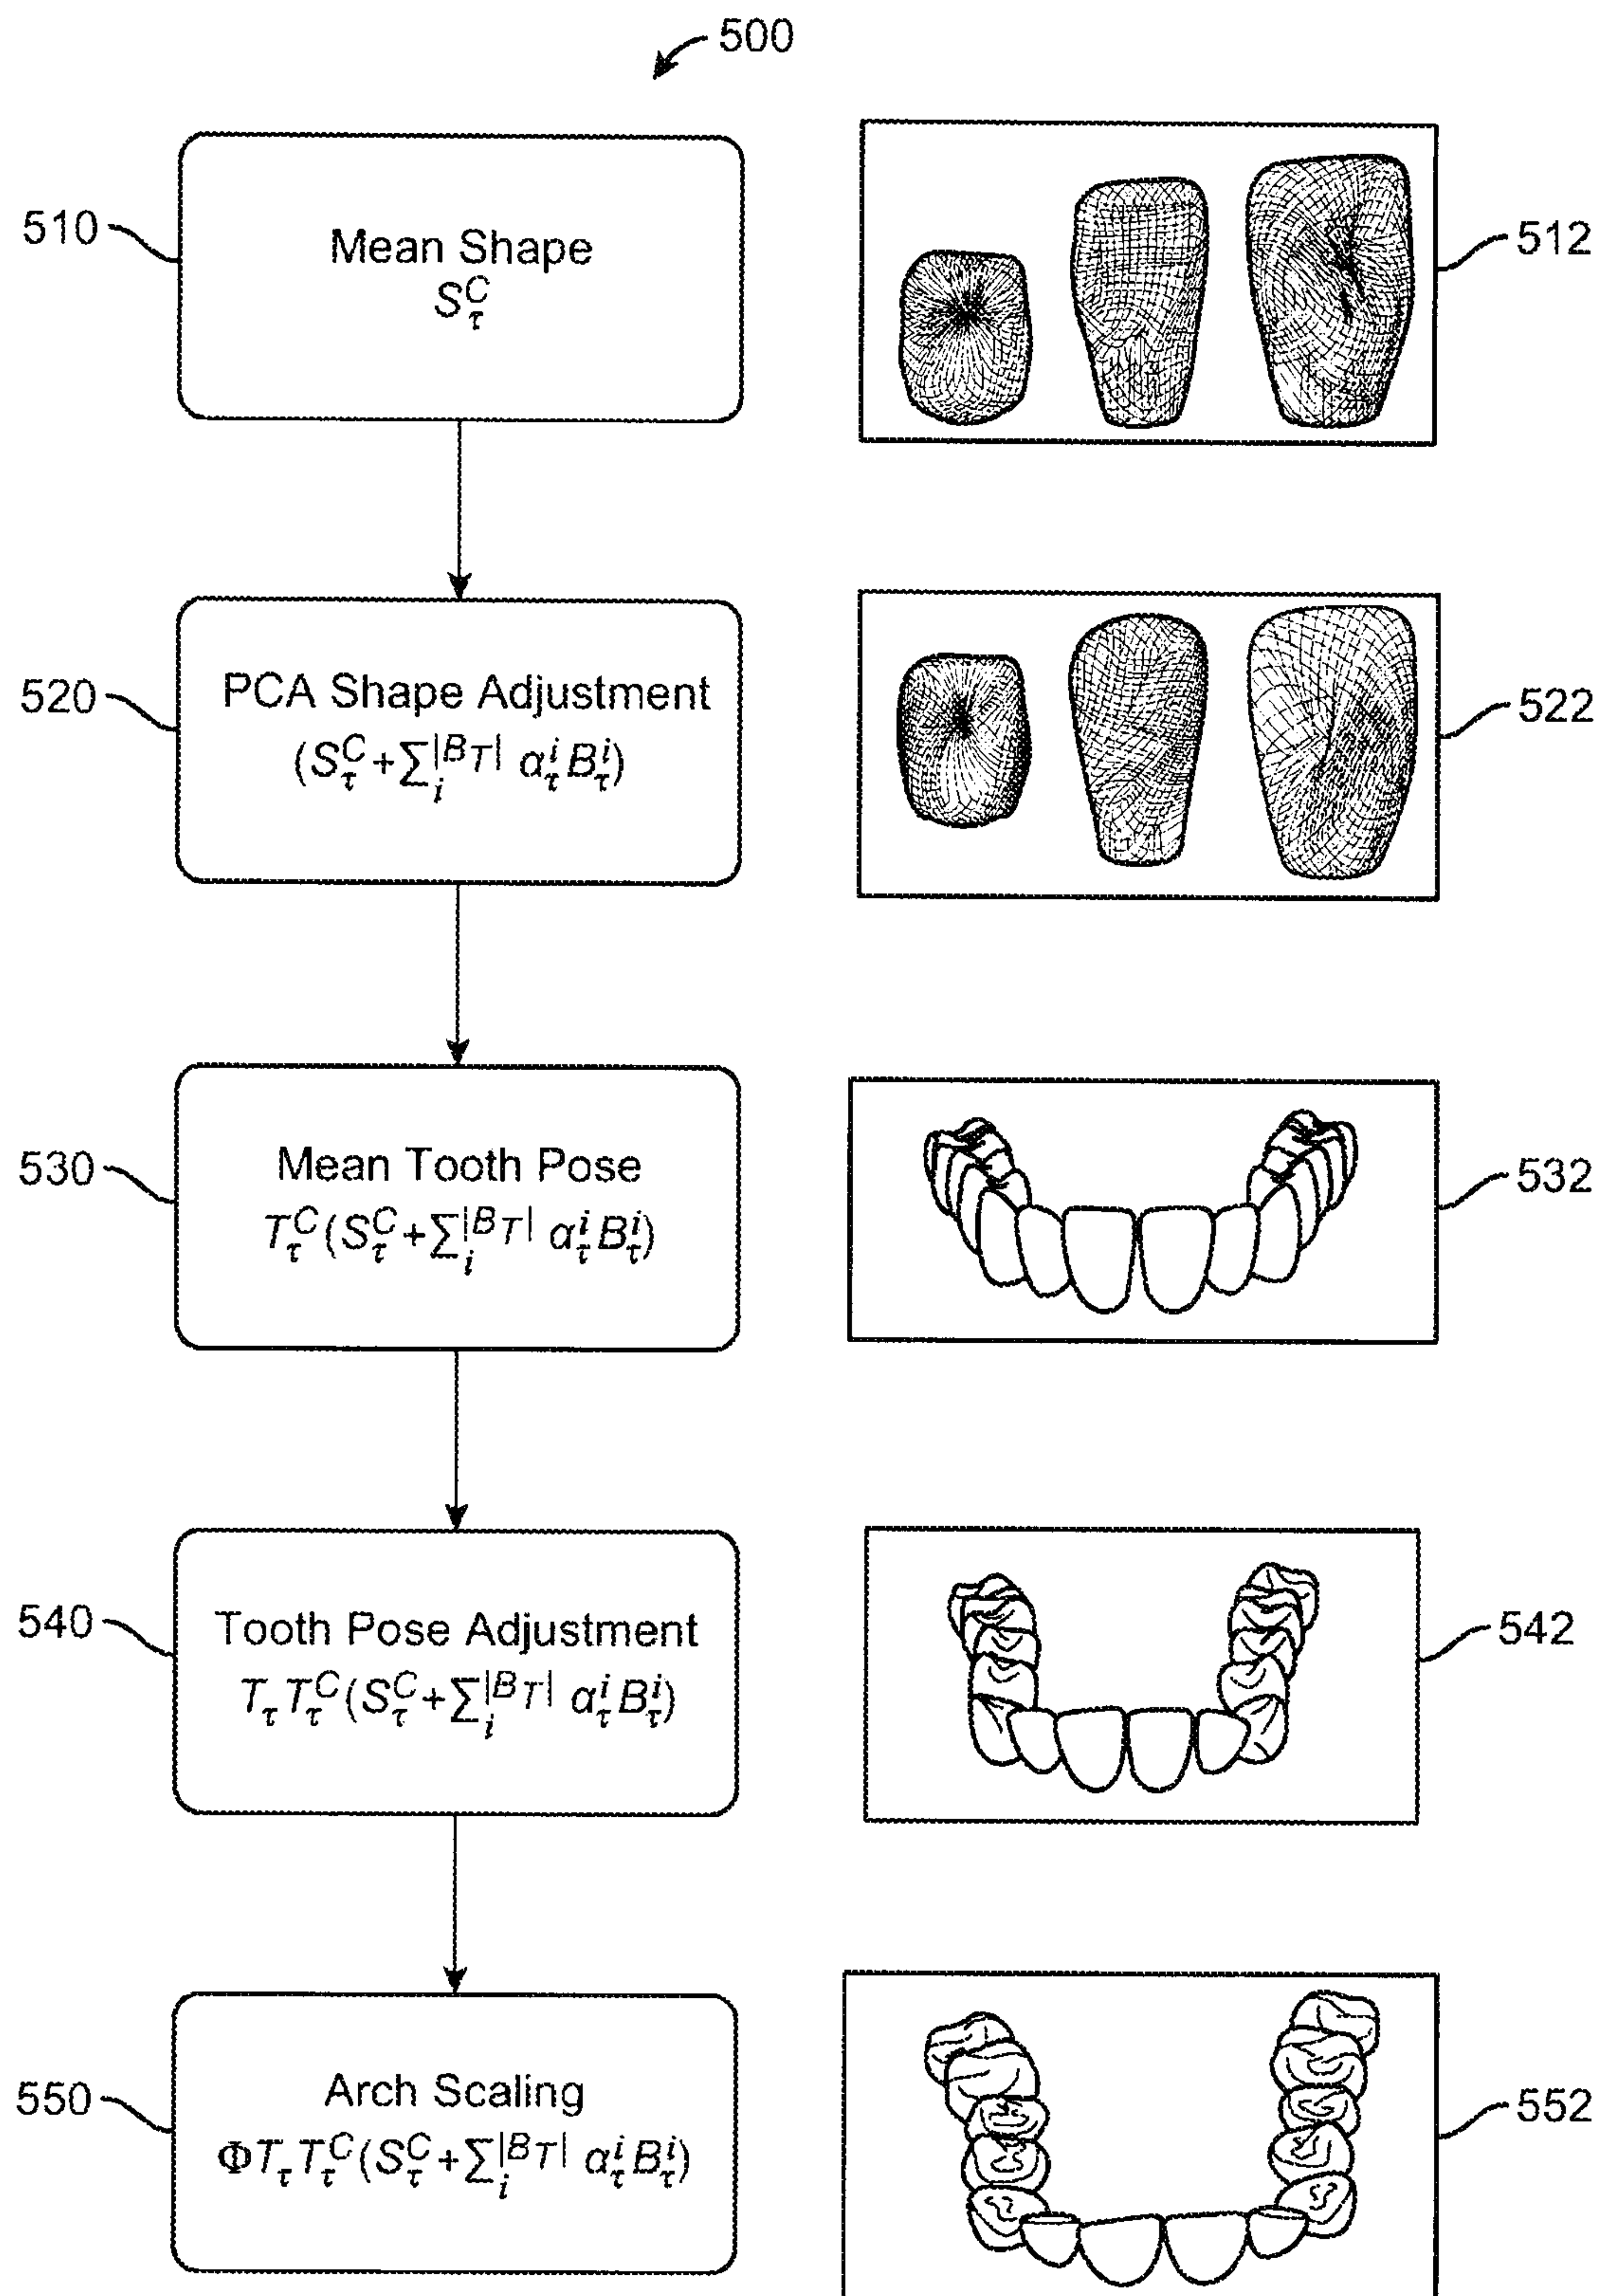 500
510
Mean Shape
S_τ^C
512
520
PCA Shape Adjustment
(S_τ^C+∑_i^|B_T| α_τ^i B_τ^i)
522
530
Mean Tooth Pose
T_τ^C(S_τ^C+∑_i^|B_T| α_τ^i B_τ^i)
532
540
Tooth Pose Adjustment
T_τ T_τ^C(S_τ^C+∑_i^|B_T| α_τ^i B_τ^i)
542
550
Arch Scaling
ΦT_τ T_τ^C(S_τ^C+∑_i^|B_T| α_τ^i B_τ^i)
552